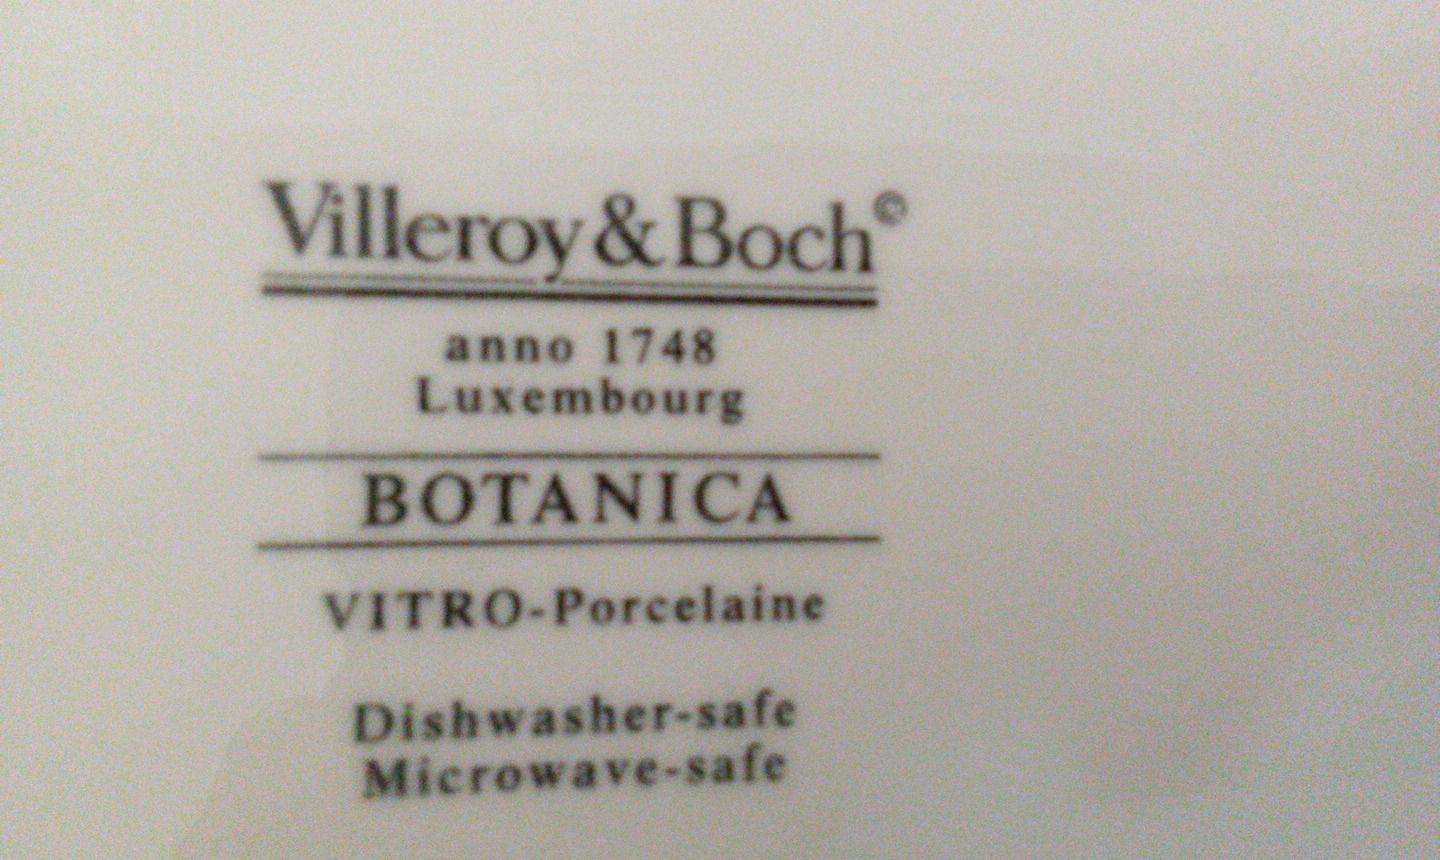 Villeroy & Boch©
anno 1748
Luxembourg
BOTANICA
VITRO-Porcelaine
Dishwasher-safe
Microwave-safe